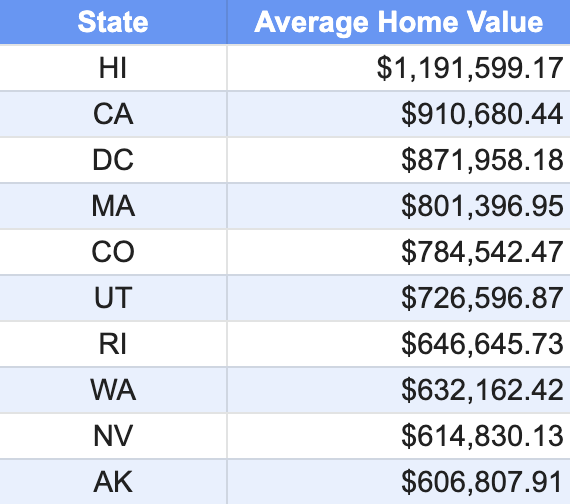 State Average Home Value
HI $1,191,599.17
CA $910,680.44
DC $871,958.18
MA $801,396.95
CO $784,542.47
UT $726,596.87
RI $646,645.73
WA $632,162.42
NV $614,830.13
AK $606,807.91